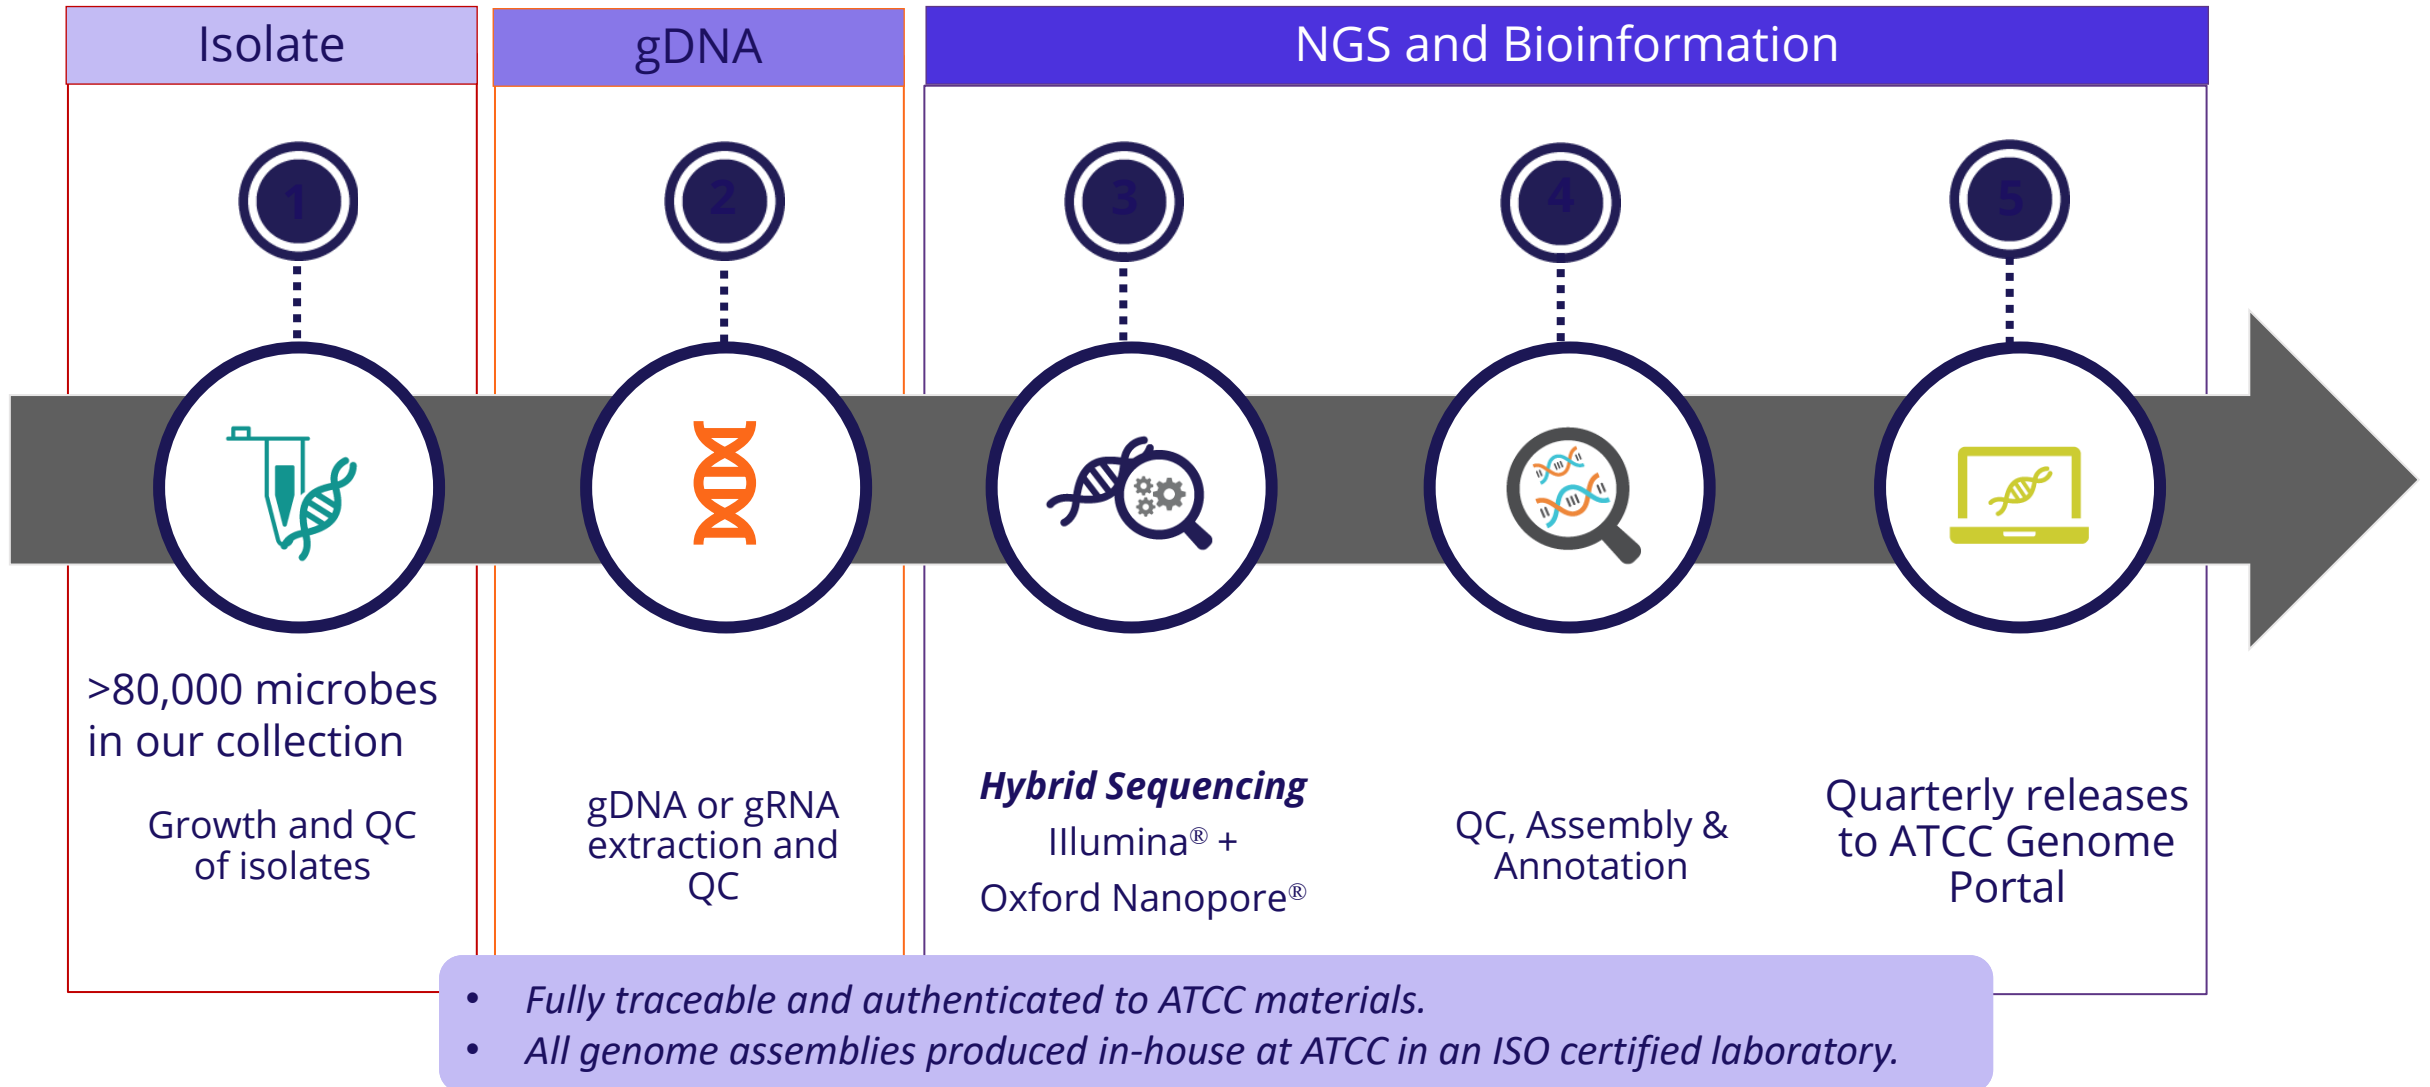 Isolate
gDNA
NGS and Bioinformation
1
2
3
4
5
>80,000 microbes
in our collection
Growth and QC
of isolates
gDNA or gRNA
extraction and
QC
Hybrid Sequencing
Illumina® +
Oxford Nanopore®
QC, Assembly &
Annotation
Quarterly releases
to ATCC Genome
Portal
• Fully traceable and authenticated to ATCC materials.
• All genome assemblies produced in-house at ATCC in an ISO certified laboratory.